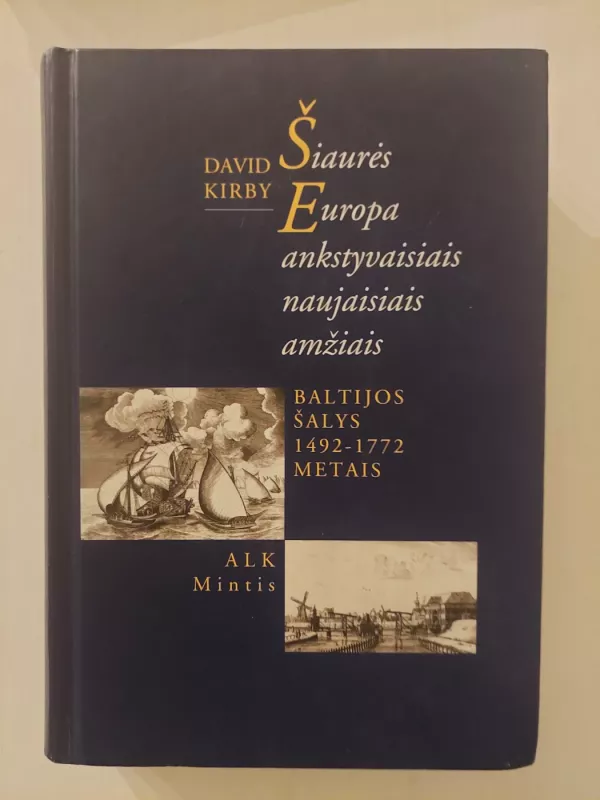 DAVID
KIRBY
Šiaurės
Europa
ankstyvaisiais
naujaisiais
amžiais
BALTIJOS
ŠALYS
1492-1772
METAIS
ALK
Mintis